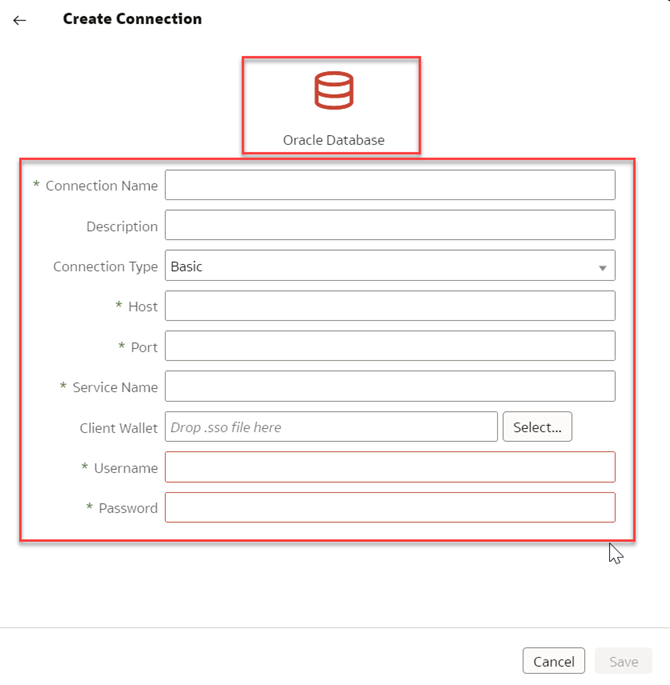 Create Connection
Oracle Database
* Connection Name
Description
Connection Type Basic
* Host
* Port
* Service Name
Client Wallet Drop .sso file here Select...
* Username
* Password
Cancel Save